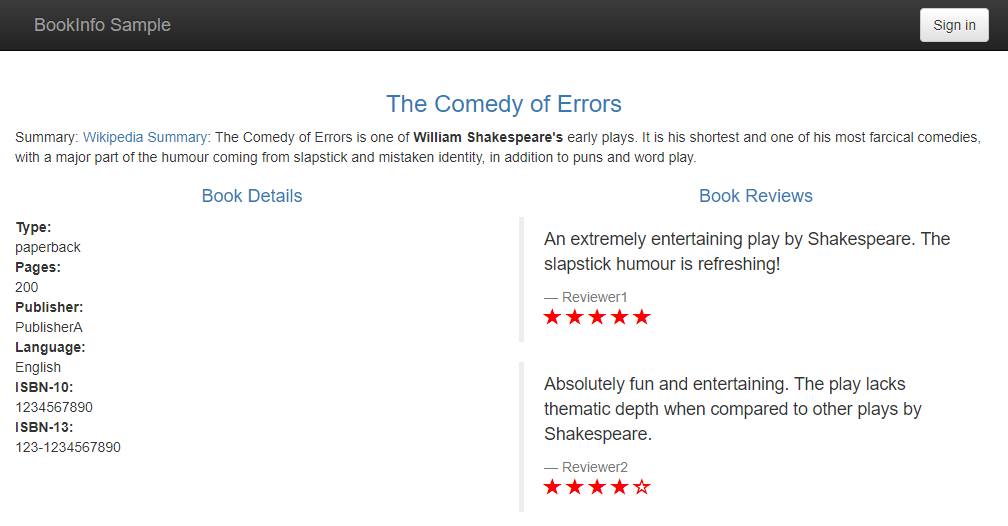 BookInfo Sample
Sign in
The Comedy of Errors
Summary: Wikipedia Summary: The Comedy of Errors is one of William Shakespeare's early plays. It is his shortest and one of his most farcical comedies,
with a major part of the humour coming from slapstick and mistaken identity, in addition to puns and word play.
Book Details
Type:
paperback
Pages:
200
Publisher:
PublisherA
Language:
English
ISBN-10:
1234567890
ISBN-13:
123-1234567890
Book Reviews
An extremely entertaining play by Shakespeare. The
slapstick humour is refreshing!
— Reviewer1
★★★★★
Absolutely fun and entertaining. The play lacks
thematic depth when compared to other plays by
Shakespeare.
— Reviewer2
★★★★☆